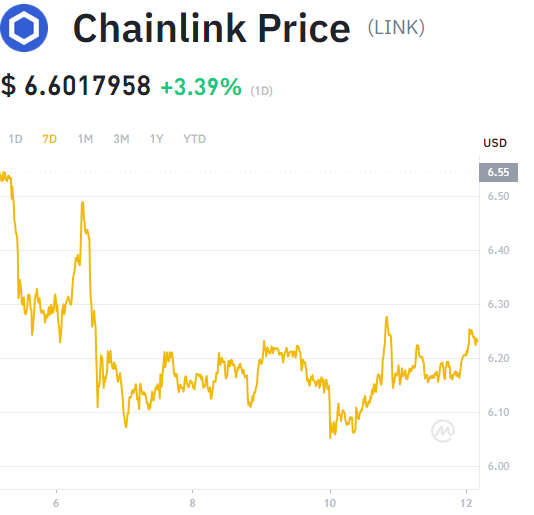 Chainlink Price (LINK)
$ 6.6017958 +3.39% (1D)
1D 7D 1M 3M 1Y YTD
USD
6.55
6.50
6.40
6.30
6.20
6.10
6.00
6 8 10 12